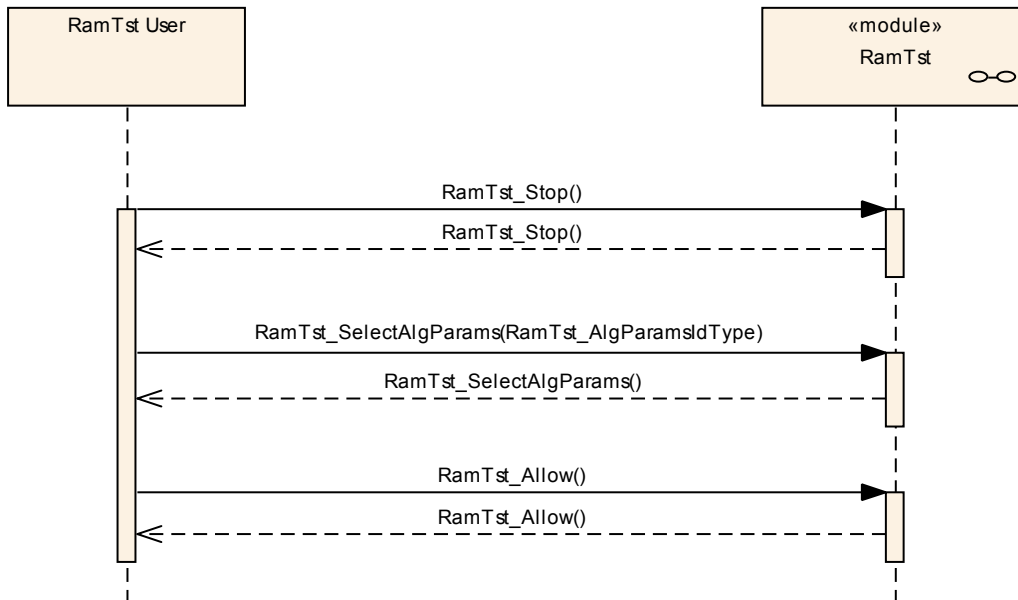 RamTst User
«module»
RamTst
RamTst_Stop()
RamTst_Stop()
RamTst_SelectAlgParams(RamTst_AlgParamsIdType)
RamTst_SelectAlgParams()
RamTst_Allow()
RamTst_Allow()